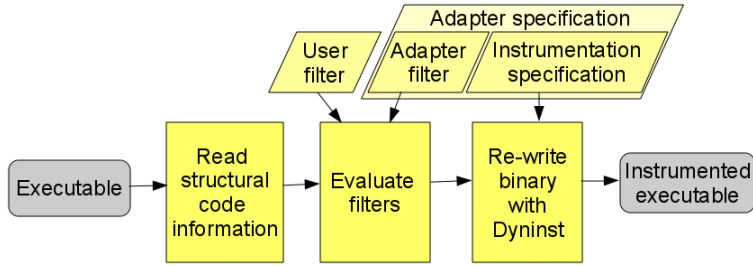 Adapter specification
User
filter
Adapter
filter
Instrumentation
specification
Executable
Read
structural
code
information
Evaluate
filters
Re-write
binary
with
Dyninst
Instrumented
executable